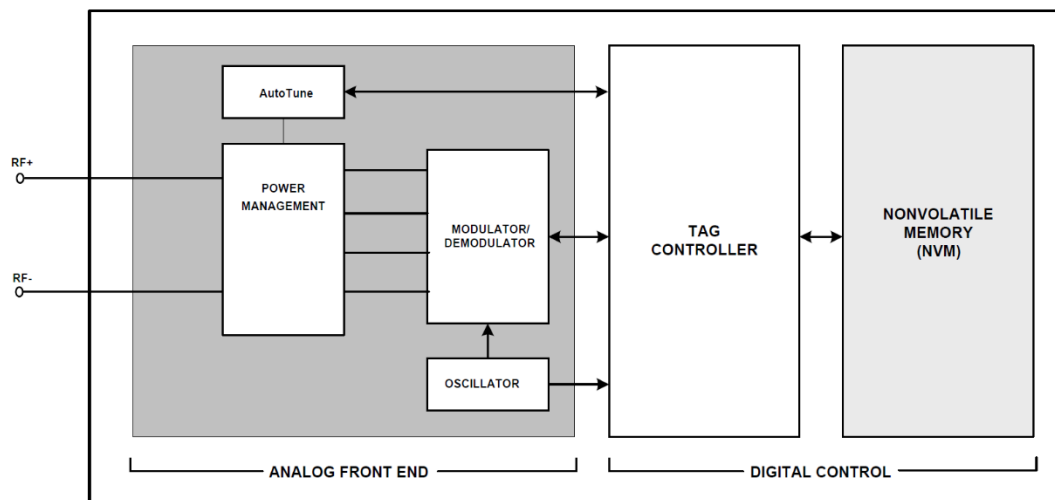 AutoTune
RF+
POWER
MANAGEMENT
MODULATOR/
DEMODULATOR
TAG
CONTROLLER
NONVOLATILE
MEMORY
(NVM)
RF-
OSCILLATOR
ANALOG FRONT END
DIGITAL CONTROL